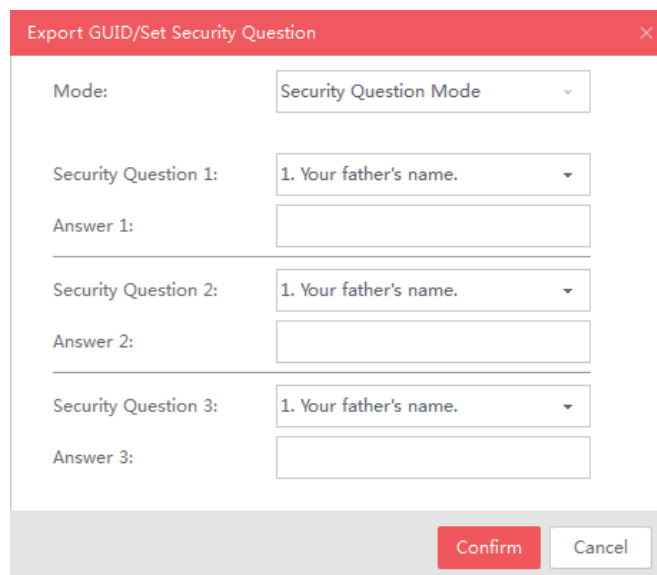 Export GUID/Set Security Question
Mode: Security Question Mode
Security Question 1: 1. Your father's name.
Answer 1:
Security Question 2: 1. Your father's name.
Answer 2:
Security Question 3: 1. Your father's name.
Answer 3:
Confirm Cancel